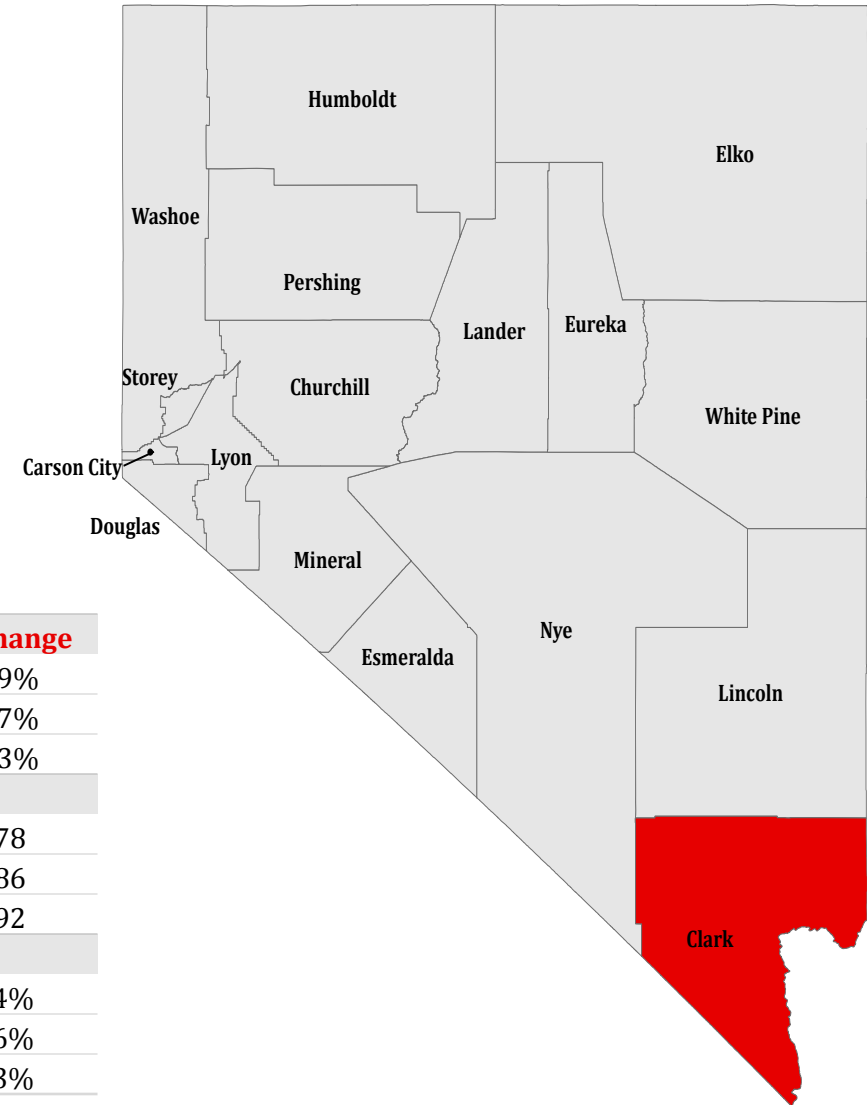 Humboldt
Elko
Washoe
Pershing
Eureka
Lander
Storey
Churchill
White Pine
Lyon
Carson City
Douglas
Mineral
Nye
Esmeralda
Lincoln
Clark
hange
9%
7%
3%
78
36
92
4%
6%
3%